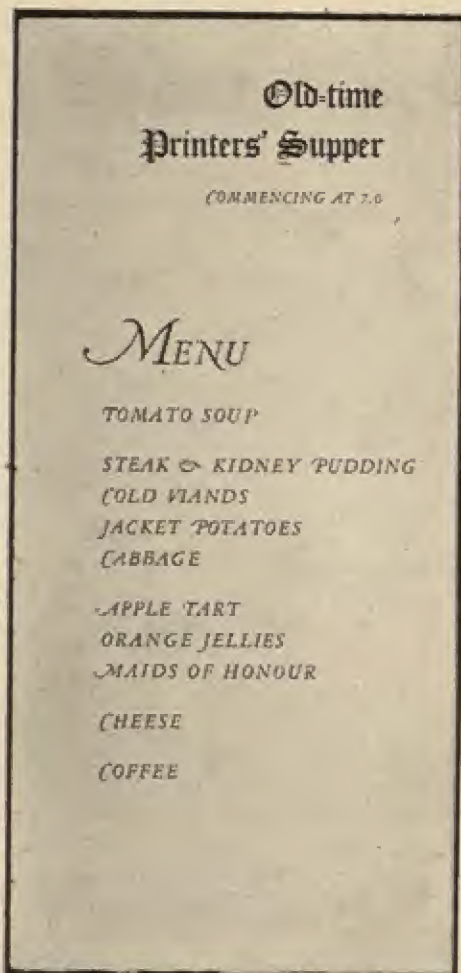 Old-time
Printers' Supper
COMMENCING AT 7.0
MENU
TOMATO SOUP
STEAK & KIDNEY PUDDING
COLD VIANDS
JACKET POTATOES
CABBAGE
APPLE TART
ORANGE JELLIES
MAIDS OF HONOUR
CHEESE
COFFEE